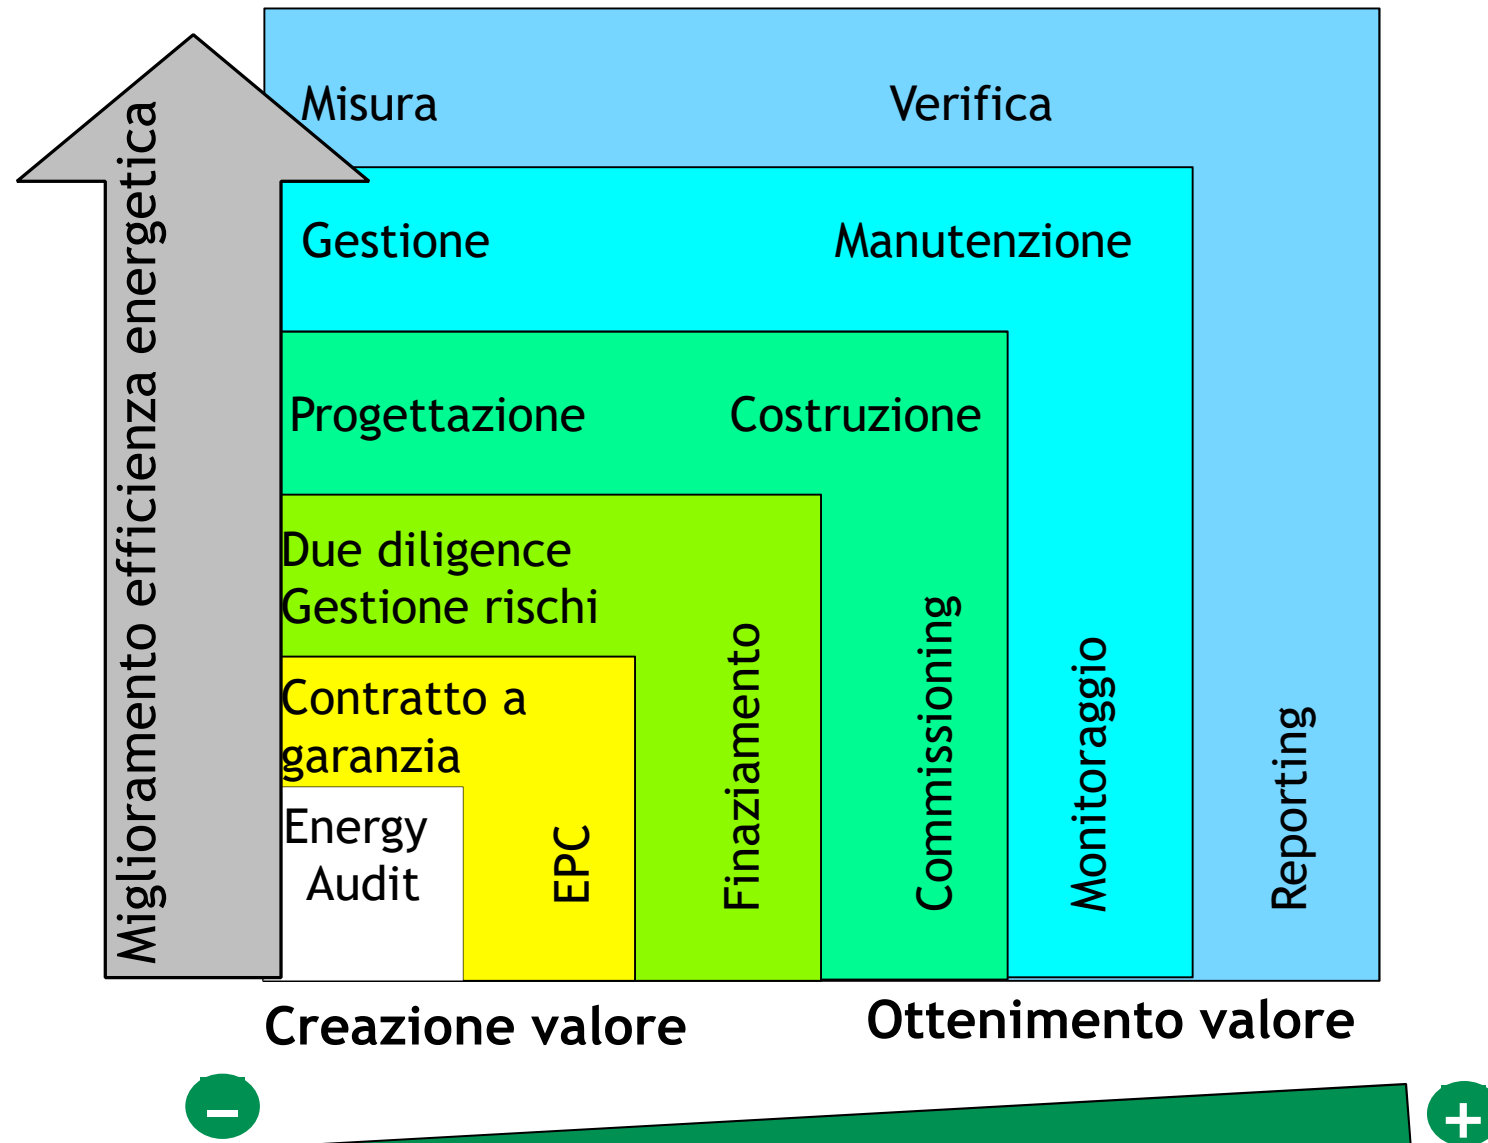 Misura
Verifica
Miglioramento efficienza energetica
Gestione
Manutenzione
Progettazione
Costruzione
Due diligence
Gestione rischi
Contratto a
garanzia
Energy
Audit
EPC
Finaziamento
Commissioning
Monitoraggio
Reporting
Creazione valore
Ottenimento valore
–
+